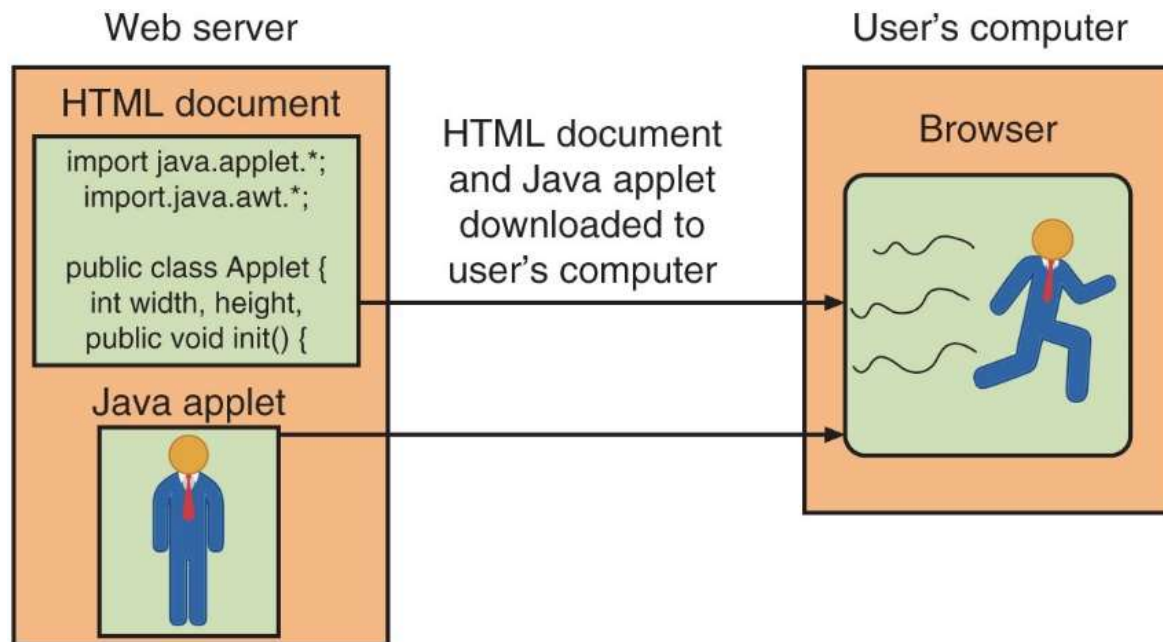 Web server
HTML document
import java.applet.*;
import.java.awt.*;
public class Applet {
int width, height,
public void init() {
Java applet
HTML document
and Java applet
downloaded to
user's computer
User's computer
Browser